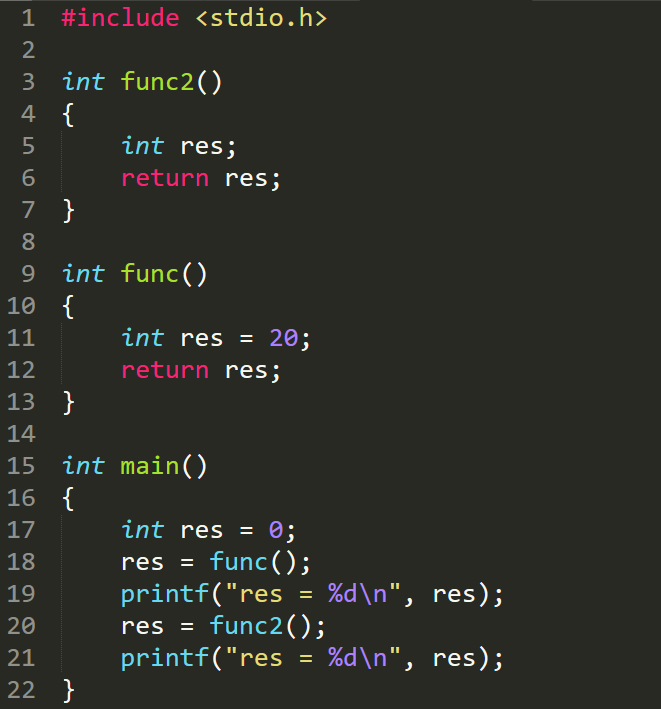 1 #include <stdio.h>
2
3 int func2()
4 {
5     int res;
6     return res;
7 }
8
9 int func()
10 {
11     int res = 20;
12     return res;
13 }
14
15 int main()
16 {
17     int res = 0;
18     res = func();
19     printf("res = %d\n", res);
20     res = func2();
21     printf("res = %d\n", res);
22 }